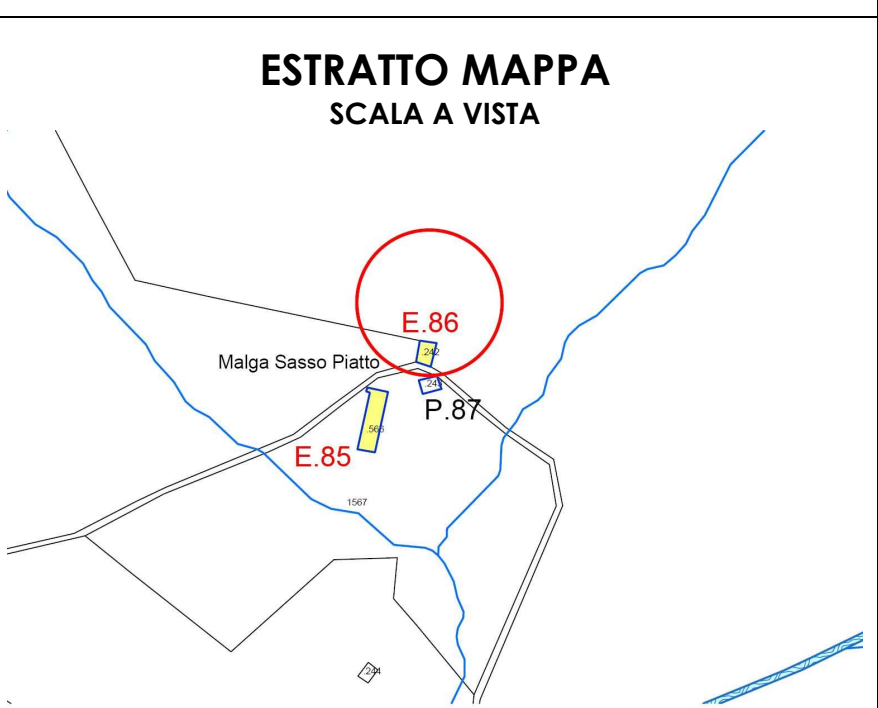 ESTRATTO MAPPA
SCALA A VISTA
E.86
.242
Malga Sasso Piatto
.243
P.87
.566
E.85
1567
.244